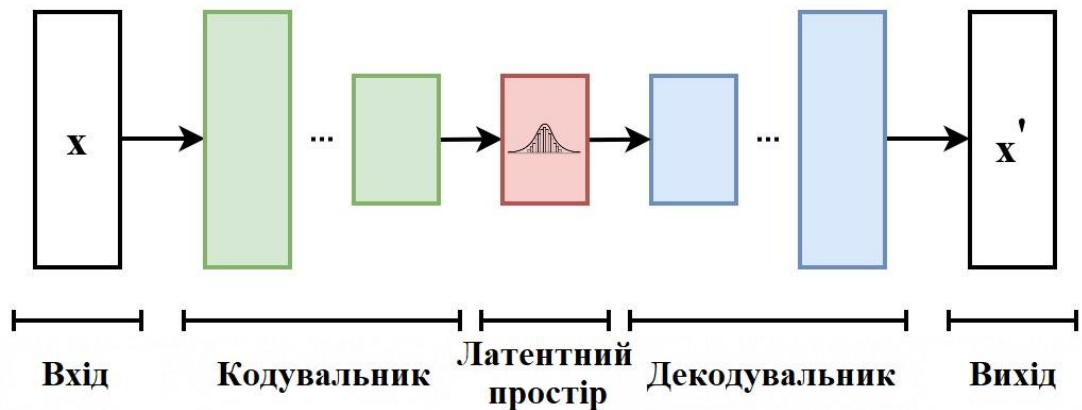 x
...
...
x'
Вхід
Кодувальник
Латентний
простір
Декодувальник
Вихід